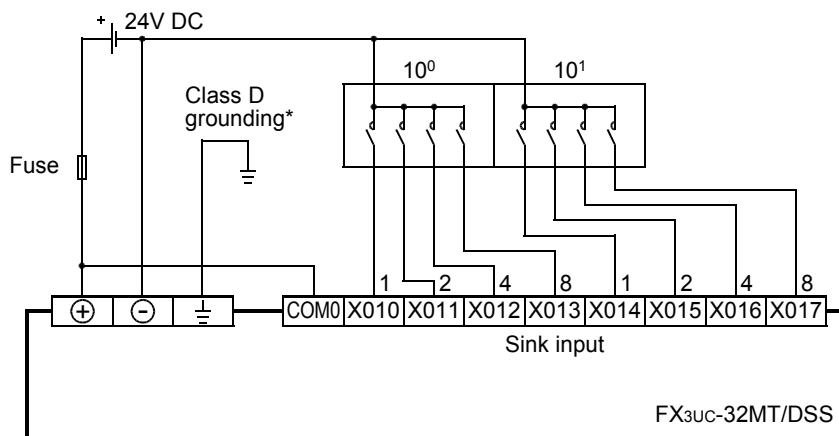 + 24V DC
10⁰ 10¹
Class D
grounding*
Fuse
1 2 4 8 1 2 4 8
+ - COM0 X010 X011 X012 X013 X014 X015 X016 X017
Sink input
FX3UC-32MT/DSS